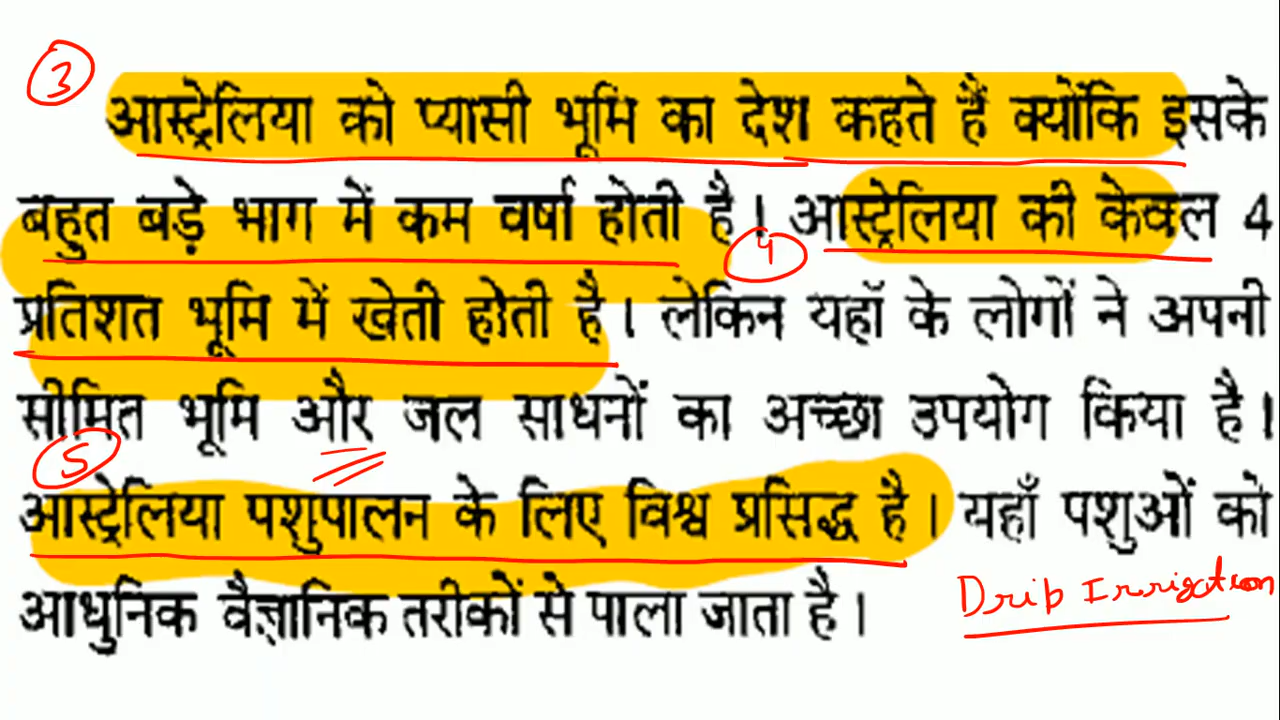 3
आस्ट्रेलिया को प्यासी भूमि का देश कहते हैं क्योंकि इसके
बहुत बड़े भाग में कम वर्षा होती है। आस्ट्रेलिया की केवल 4
4
प्रतिशत भूमि में खेती होती है। लेकिन यहॉ के लोगों ने अपनी
सीमित भूमि और जल साधनों का अच्छा उपयोग किया है।
5
आस्ट्रेलिया पशुपालन के लिए विश्व प्रसिद्ध है। यहाँ पशुओं को
Drip Irrigation
आधुनिक वैज्ञानिक तरीकों से पाला जाता है।